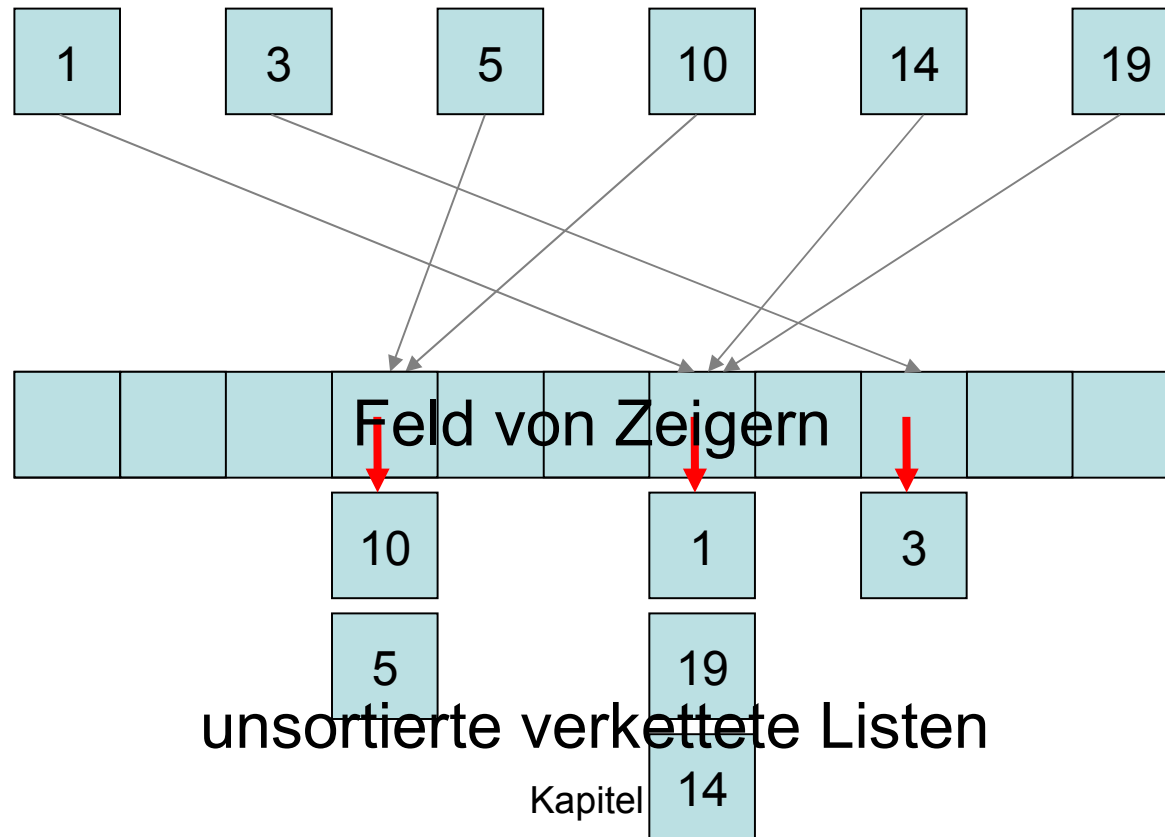 1 3 5 10 14 19
Feld von Zeigern
10 1 3
5 19
unsortierte verkettete Listen
Kapitel 14